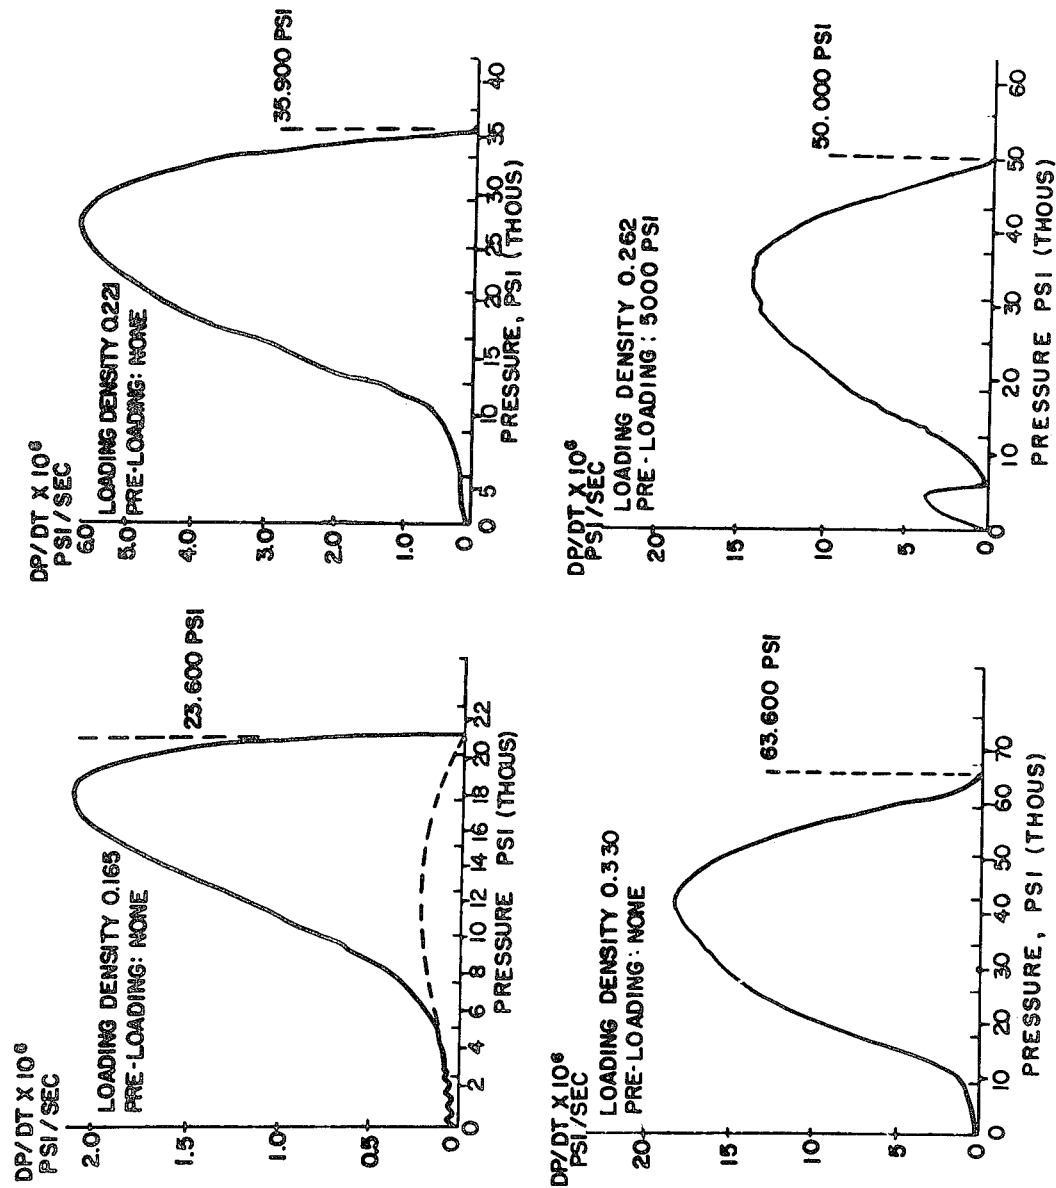 DP/DT X 10⁶
PSI/SEC
2.0
1.5
1.0
0.5
0
LOADING DENSITY 0.165
PRE-LOADING: NONE
23.600 PSI
0 2 4 6 8 10 12 14 16 18 20 22
PRESSURE PSI (THOUS)
DP/DT X 10⁶
PSI/SEC
6.0
5.0
4.0
3.0
2.0
1.0
0
LOADING DENSITY 0.221
PRE-LOADING: NONE
35.900 PSI
0 5 10 15 20 25 30 35 40
PRESSURE, PSI (THOUS)
DP/DT X 10⁶
PSI/SEC
20
15
10
5
0
LOADING DENSITY 0.330
PRE-LOADING: NONE
63.600 PSI
0 10 20 30 40 50 60 70
PRESSURE, PSI (THOUS)
DP/DT X 10⁶
PSI/SEC
20
15
10
5
0
LOADING DENSITY 0.262
PRE-LOADING: 5000 PSI
50.000 PSI
0 10 20 30 40 50 60
PRESSURE PSI (THOUS)